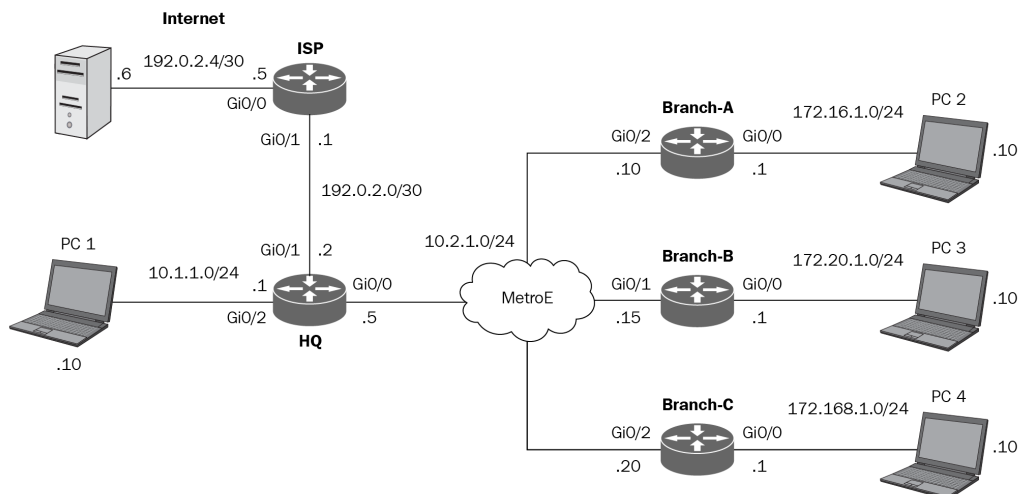 Internet
ISP
192.0.2.4/30
.6
.5
Gi0/0
Gi0/1
.1
192.0.2.0/30
Gi0/1
.2
PC 1
10.1.1.0/24
.1
Gi0/2
Gi0/0
.5
HQ
.10
10.2.1.0/24
MetroE
Branch-A
Gi0/2
Gi0/0
.10
.1
172.16.1.0/24
PC 2
.10
Branch-B
Gi0/1
Gi0/0
.15
.1
172.20.1.0/24
PC 3
.10
Branch-C
Gi0/2
Gi0/0
.20
.1
172.168.1.0/24
PC 4
.10